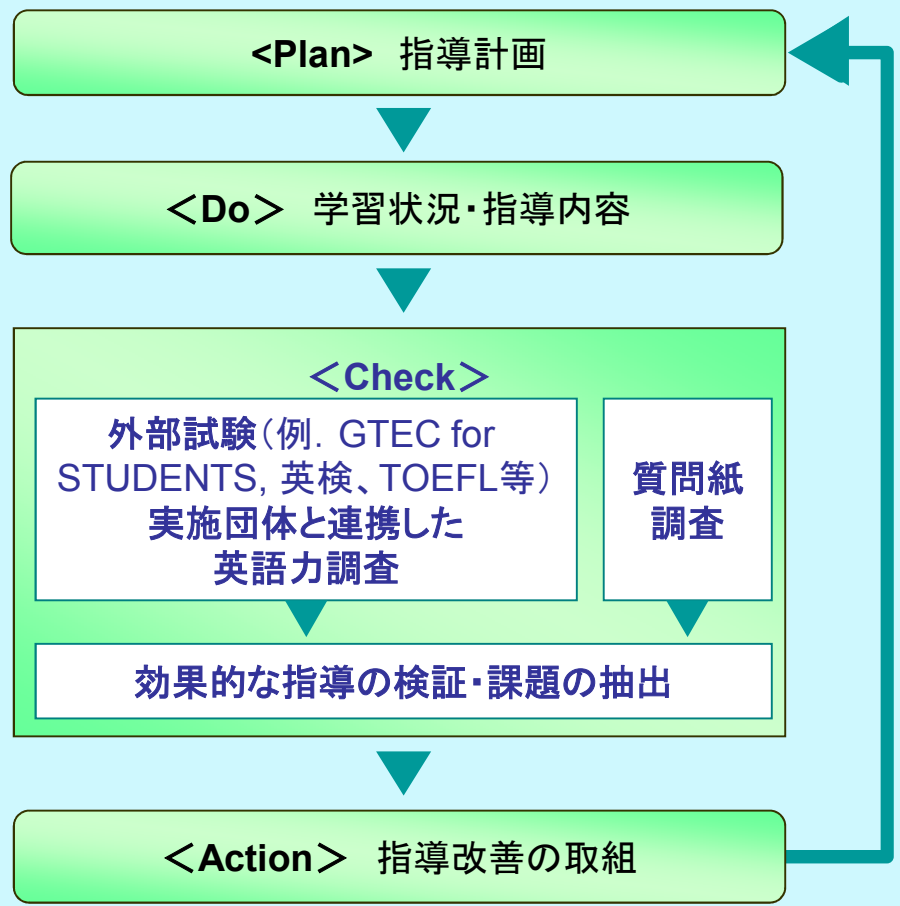 <Plan> 指導計画
＜Do＞ 学習状況・指導内容
＜Check＞
外部試験（例．GTEC for
STUDENTS, 英検、TOEFL等）
実施団体と連携した
英語力調査
質問紙
調査
効果的な指導の検証・課題の抽出
＜Action＞ 指導改善の取組